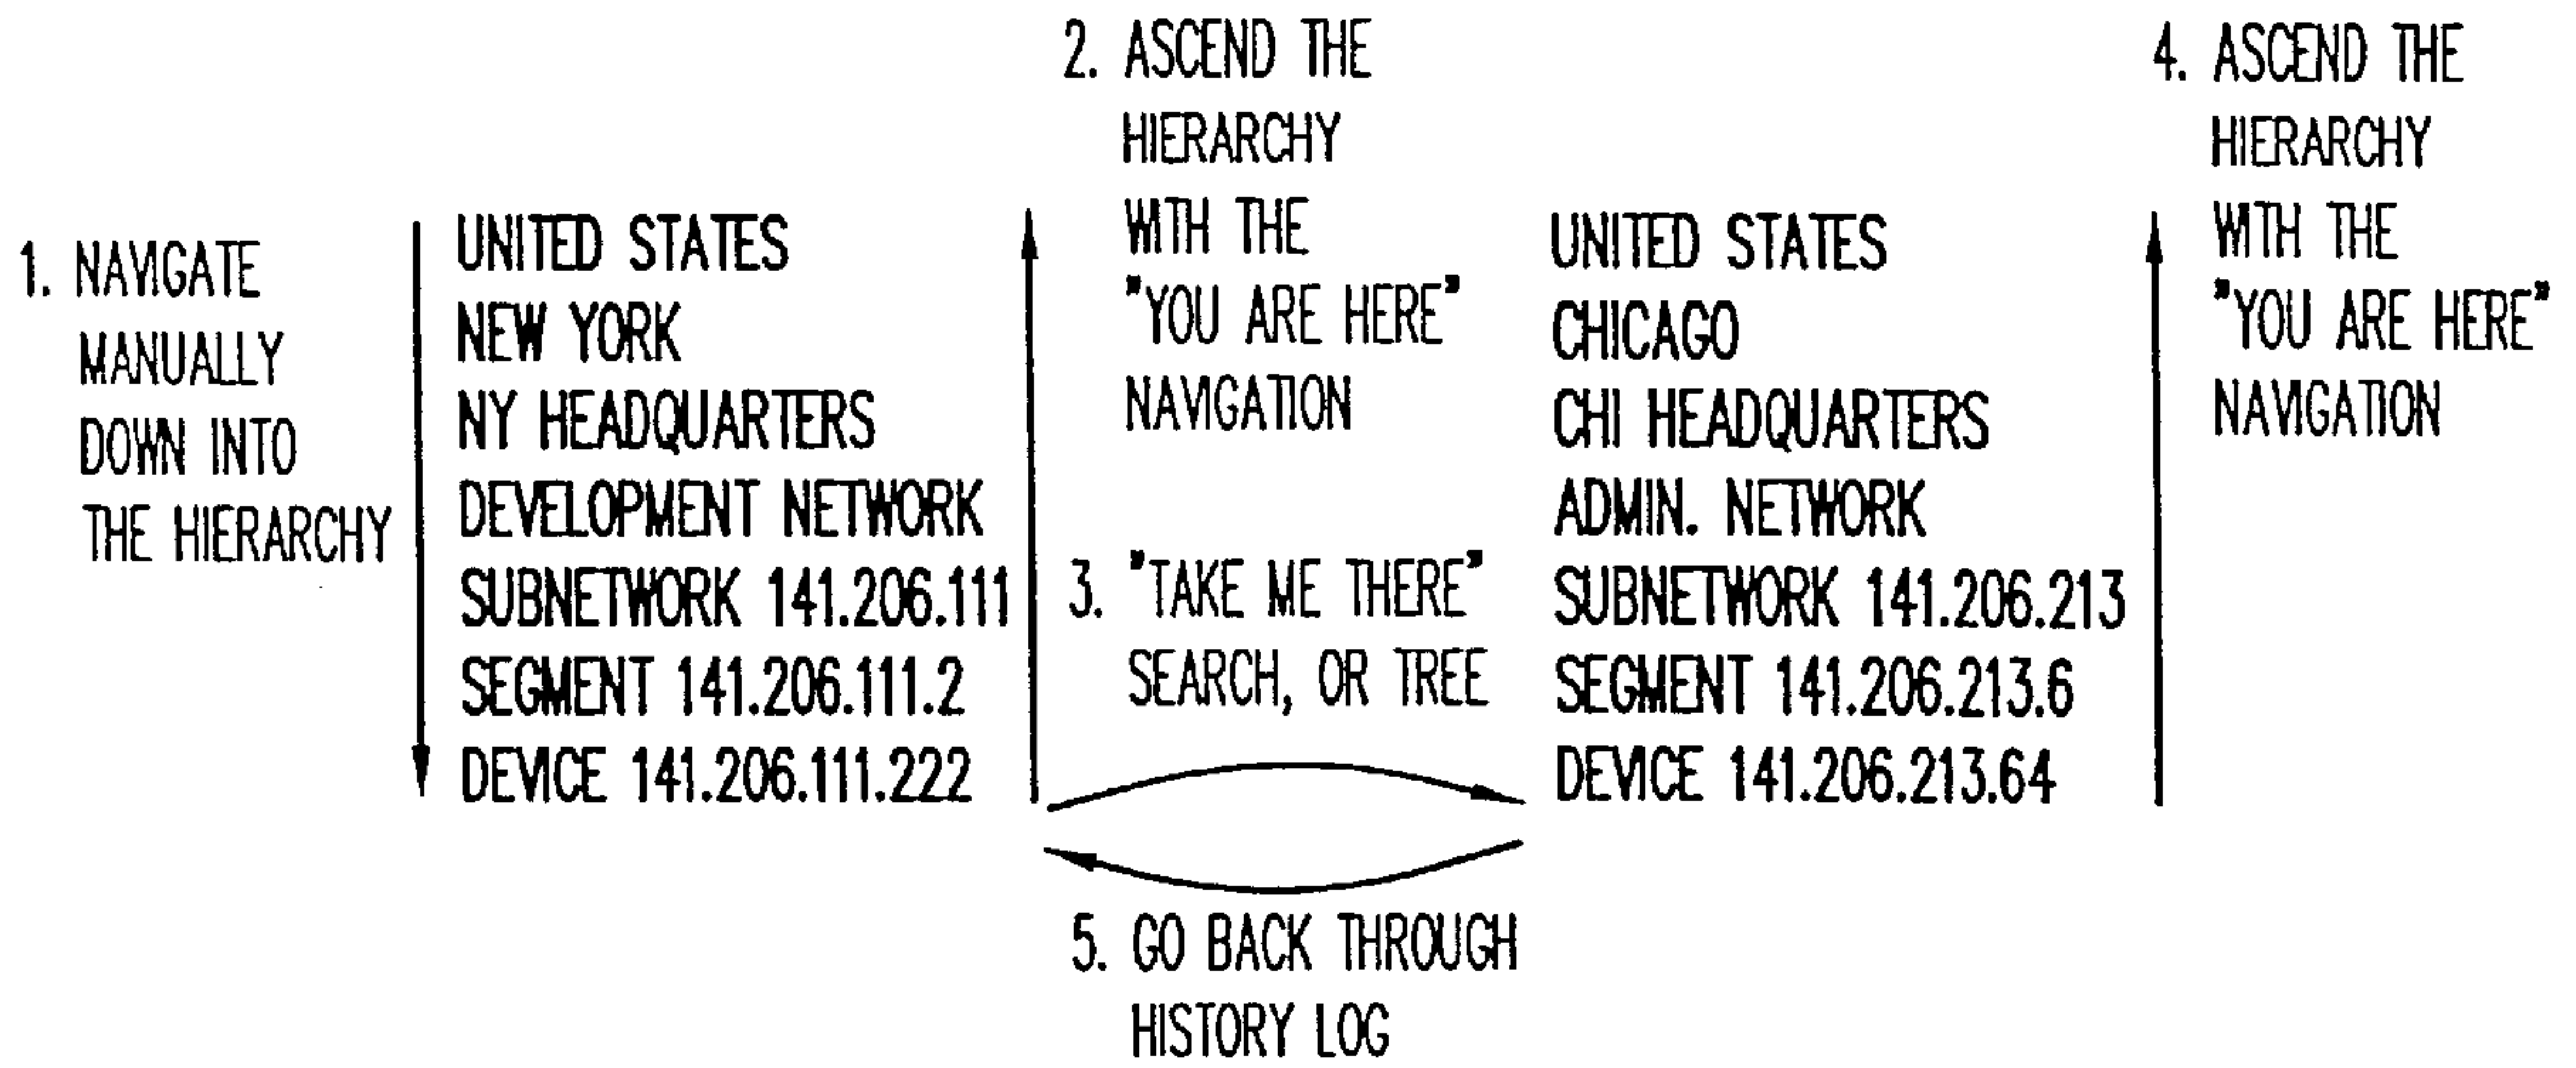 1. NAVIGATE
MANUALLY
DOWN INTO
THE HIERARCHY
UNITED STATES
NEW YORK
NY HEADQUARTERS
DEVELOPMENT NETWORK
SUBNETWORK 141.206.111
SEGMENT 141.206.111.2
DEVICE 141.206.111.222
2. ASCEND THE
HIERARCHY
WITH THE
"YOU ARE HERE"
NAVIGATION
3. "TAKE ME THERE"
SEARCH, OR TREE
UNITED STATES
CHICAGO
CHI HEADQUARTERS
ADMIN. NETWORK
SUBNETWORK 141.206.213
SEGMENT 141.206.213.6
DEVICE 141.206.213.64
4. ASCEND THE
HIERARCHY
WITH THE
"YOU ARE HERE"
NAVIGATION
5. GO BACK THROUGH
HISTORY LOG